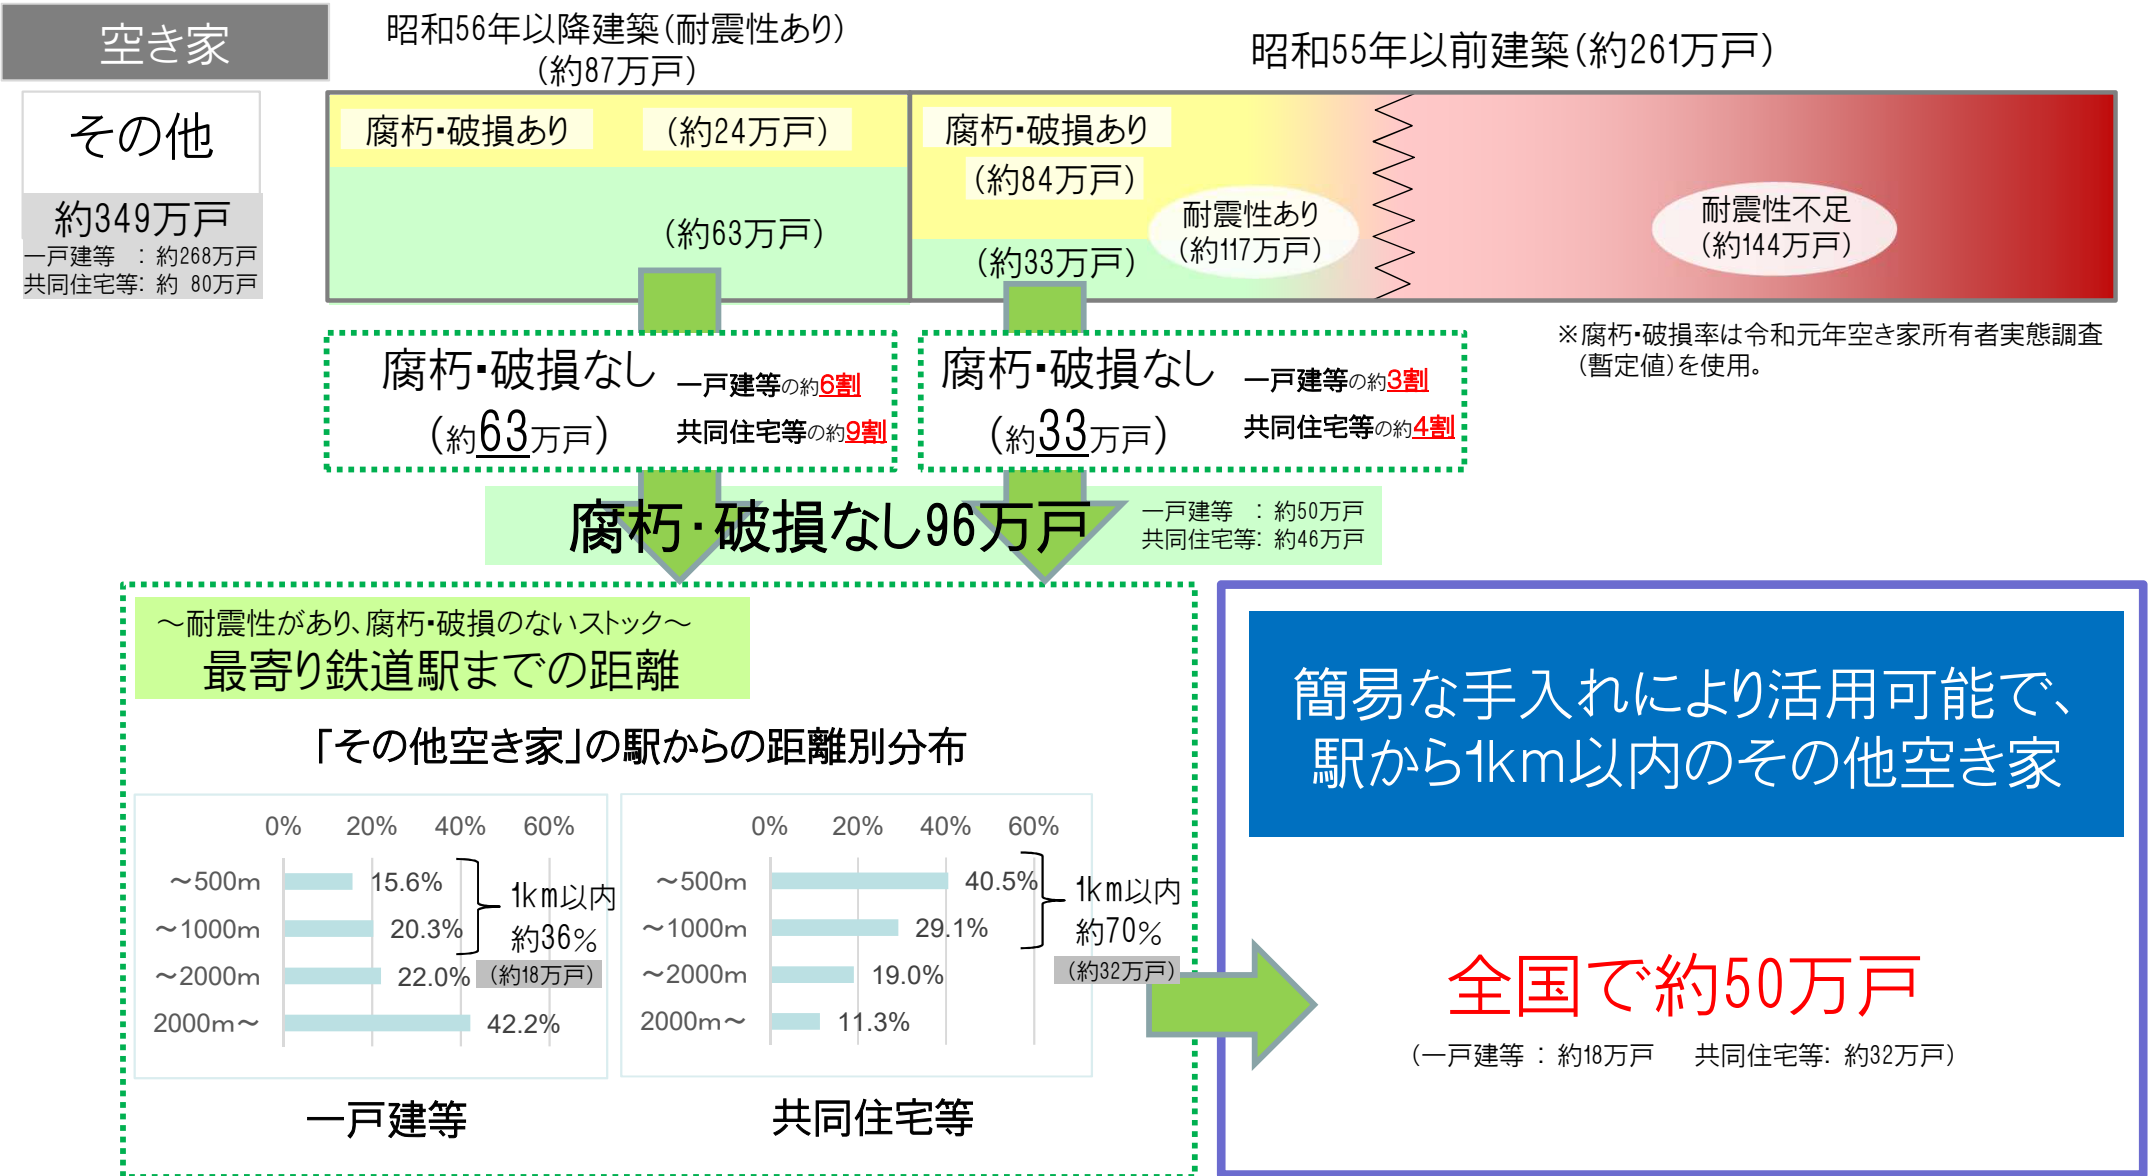 空き家
昭和56年以降建築(耐震性あり)
(約87万戸)
昭和55年以前建築(約261万戸)
その他
約349万戸
一戸建等　: 約268万戸
共同住宅等: 約 80万戸
腐朽・破損あり
(約24万戸)
(約63万戸)
腐朽・破損あり
(約84万戸)
(約33万戸)
耐震性あり
(約117万戸)
耐震性不足
(約144万戸)
※腐朽・破損率は令和元年空き家所有者実態調査
(暫定値)を使用。
腐朽・破損なし
(約63万戸)
一戸建等の約6割
共同住宅等の約9割
腐朽・破損なし
(約33万戸)
一戸建等の約3割
共同住宅等の約4割
腐朽・破損なし96万戸
一戸建等　: 約50万戸
共同住宅等: 約46万戸
～耐震性があり、腐朽・破損のないストック～
最寄り鉄道駅までの距離
「その他空き家」の駅からの距離別分布
0% 20% 40% 60%
～500m 15.6%
～1000m 20.3%
～2000m 22.0%
2000m～ 42.2%
1km以内
約36%
(約18万戸)
一戸建等
0% 20% 40% 60%
～500m 40.5%
～1000m 29.1%
～2000m 19.0%
2000m～ 11.3%
1km以内
約70%
(約32万戸)
共同住宅等
簡易な手入れにより活用可能で、
駅から1km以内のその他空き家
全国で約50万戸
(一戸建等 : 約18万戸　共同住宅等: 約32万戸)